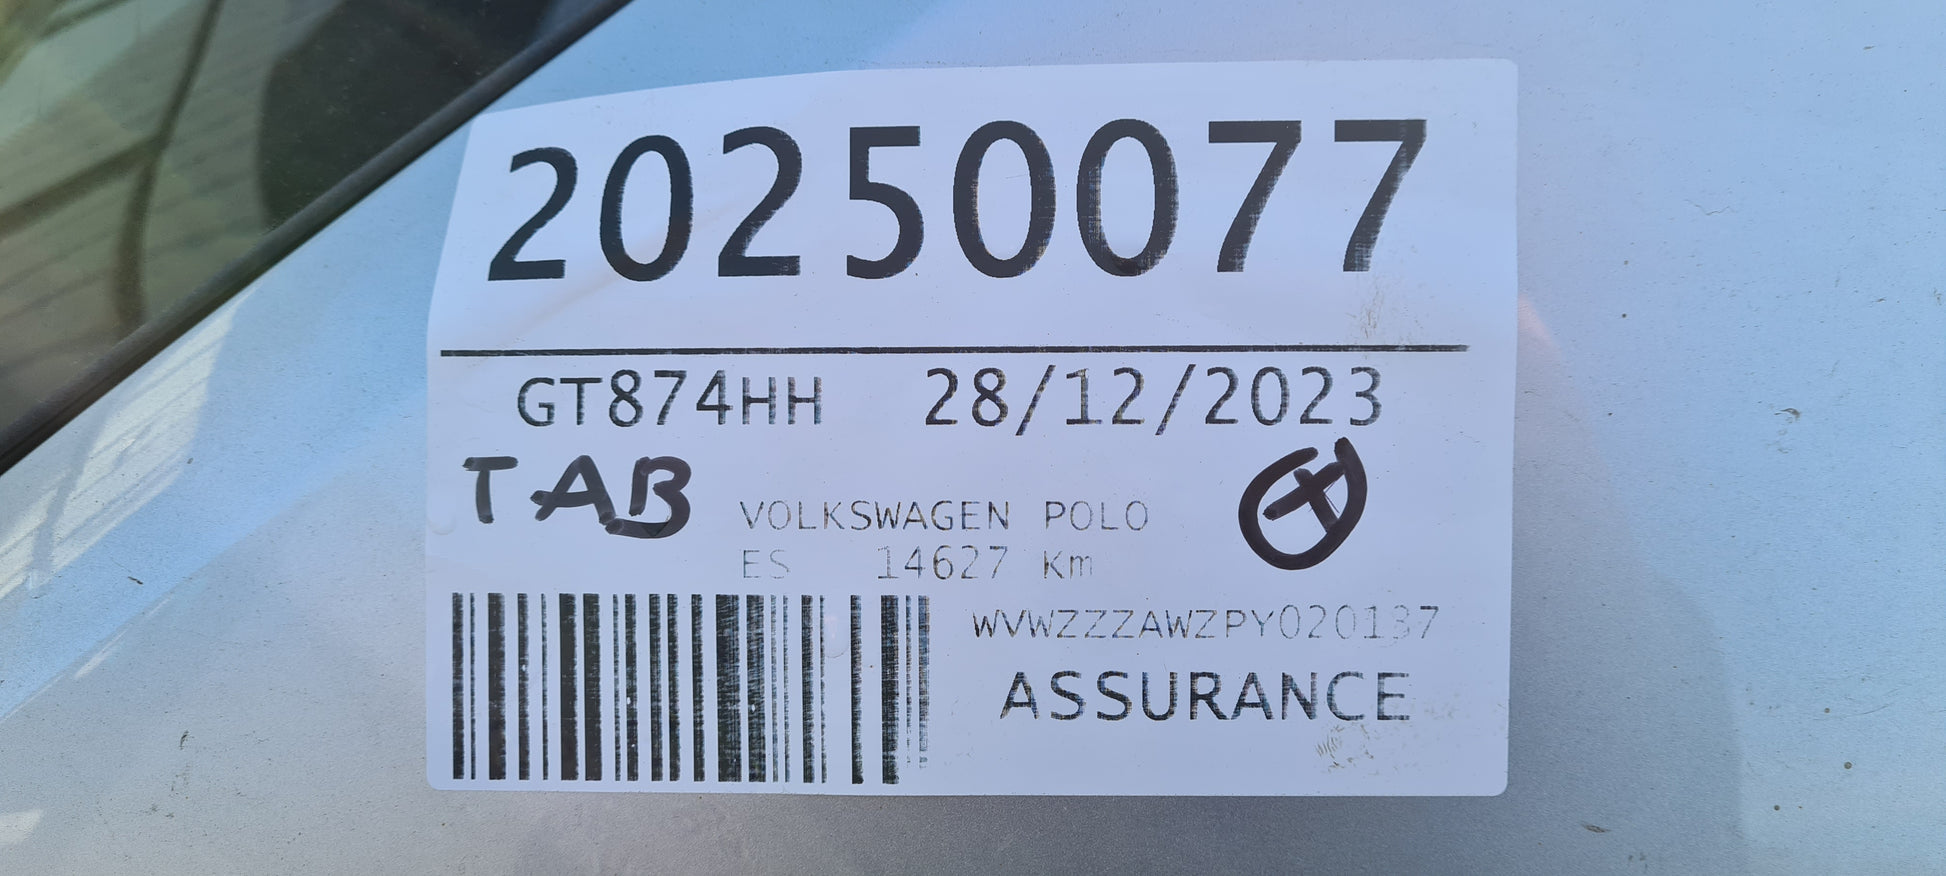 20250077
GT874HH 28/12/2023
TAB
VOLKSWAGEN POLO
ES 14627 Km
WVWZZZAWZPY020137
ASSURANCE